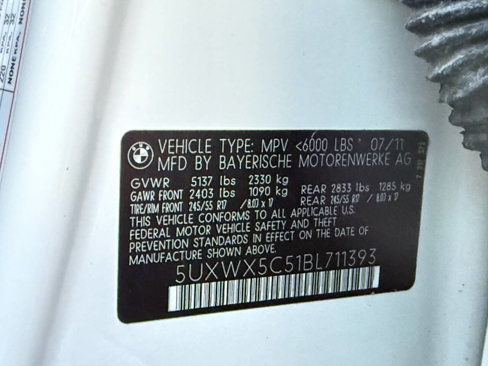 VEHICLE TYPE: MPV <6000 LBS 07/11
MFD BY BAYERISCHE MOTORENWERKE AG
GVWR 5137 lbs 2330 kg
GAWR FRONT 2403 lbs 1090 kg REAR 2833 lbs 1285 kg
TIRE/RIM FRONT 245/55 R17 / 8.0J x 17 REAR 245/55 R17 / 8.0J x 17
THIS VEHICLE CONFORMS TO ALL APPLICABLE U.S.
FEDERAL MOTOR VEHICLE SAFETY AND
THEFT PREVENTION STANDARDS IN EFFECT ON THE DATE OF
MANUFACTURE SHOWN ABOVE.
5UXWX5C51BL711393